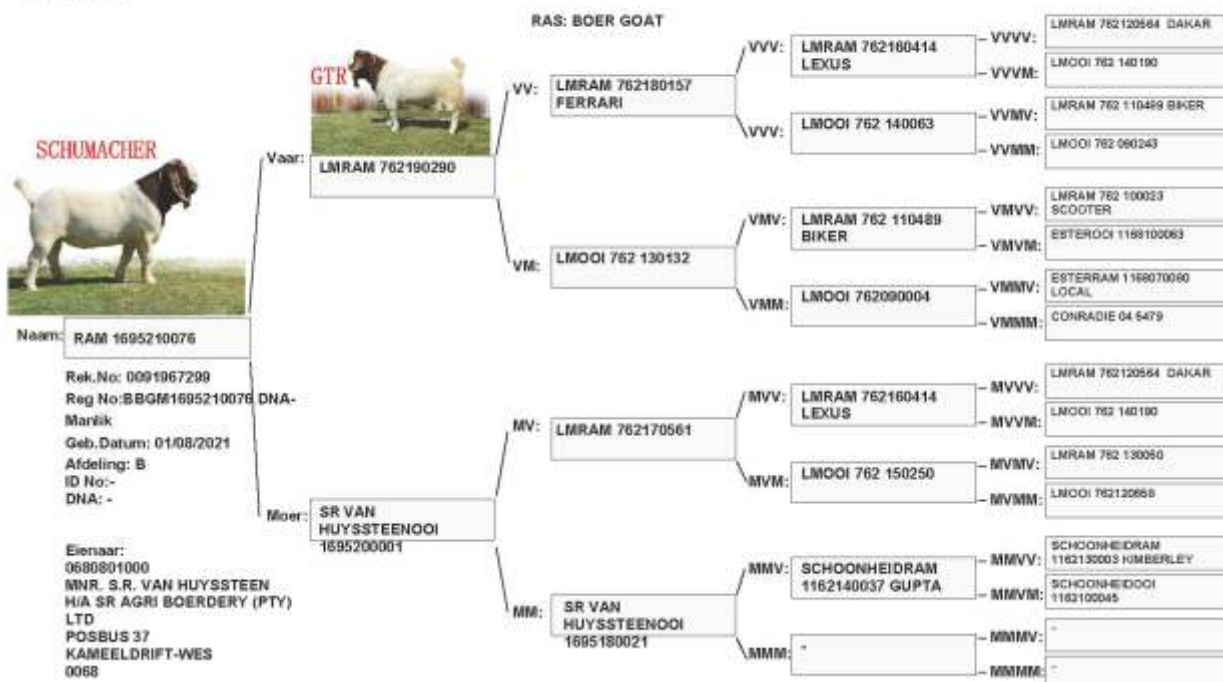 RAS: BOER GOAT
SCHUMACHER
GTR
Naam: RAM 1695210076
Rek.No: 0091967299
Reg No:BBGM1695210076 DNA-
Manlik
Geb.Datum: 01/08/2021
Afdeling: B
ID No:-
DNA: -
Eienaar:
0680801000
MNR. S.R. VAN HUYSSTEEN
H/A SR AGRI BOERDERY (PTY)
LTD
POSBUS 37
KAMEELDRIFT-WES
0068
Vaar: LMRAM 762190290
Moer: SR VAN
HUYSSTEENOOI
1695200001
VV: LMRAM 762180157
FERRARI
VM: LMOOI 762 130132
MV: LMRAM 762170561
MM: SR VAN
HUYSSTEENOOI
1695180021
VVV: LMRAM 762160414
LEXUS
VVV: LMOOI 762 140063
VMV: LMRAM 762 110489
BIKER
VMM: LMOOI 762090004
MVV: LMRAM 762160414
LEXUS
MVM: LMOOI 762 150250
MMV: SCHOONHEIDRAM
1162140037 GUPTA
MMM: -
VVVV: LMRAM 762120564 DAKAR
VVVM: LMOOI 762 140190
VVMV: LMRAM 762 110489 BIKER
VVMM: LMOOI 762 090243
VMVV: LMRAM 762 100023
SCOOTER
VMVM: ESTEROOI 1168100063
VMMV: ESTERRAM 1168070080
LOCAL
VMMM: CONRADIE 04 5479
MVVV: LMRAM 762120564 DAKAR
MVVM: LMOOI 762 140190
MVMV: LMRAM 762 130060
MVMM: LMOOI 762120658
MMVV: SCHOONHEIDRAM
1162130003 KIMBERLEY
MMVM: SCHOONHEIDOOI
1162100045
MMMV: -
MMMM: -